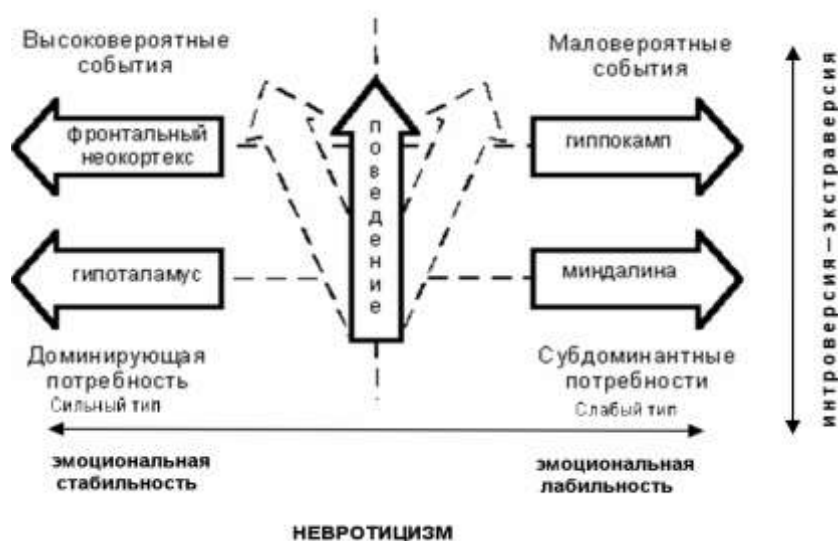 Высоковероятные
события
Маловероятные
события
фронтальный
неокортекс
поведение
гиппокамп
гипоталамус
миндалина
Доминирующая
потребность
Сильный тип
Субдоминантные
потребности
Слабый тип
интроверсия—экстраверсия
эмоциональная
стабильность
эмоциональная
лабильность
НЕВРОТИЦИЗМ